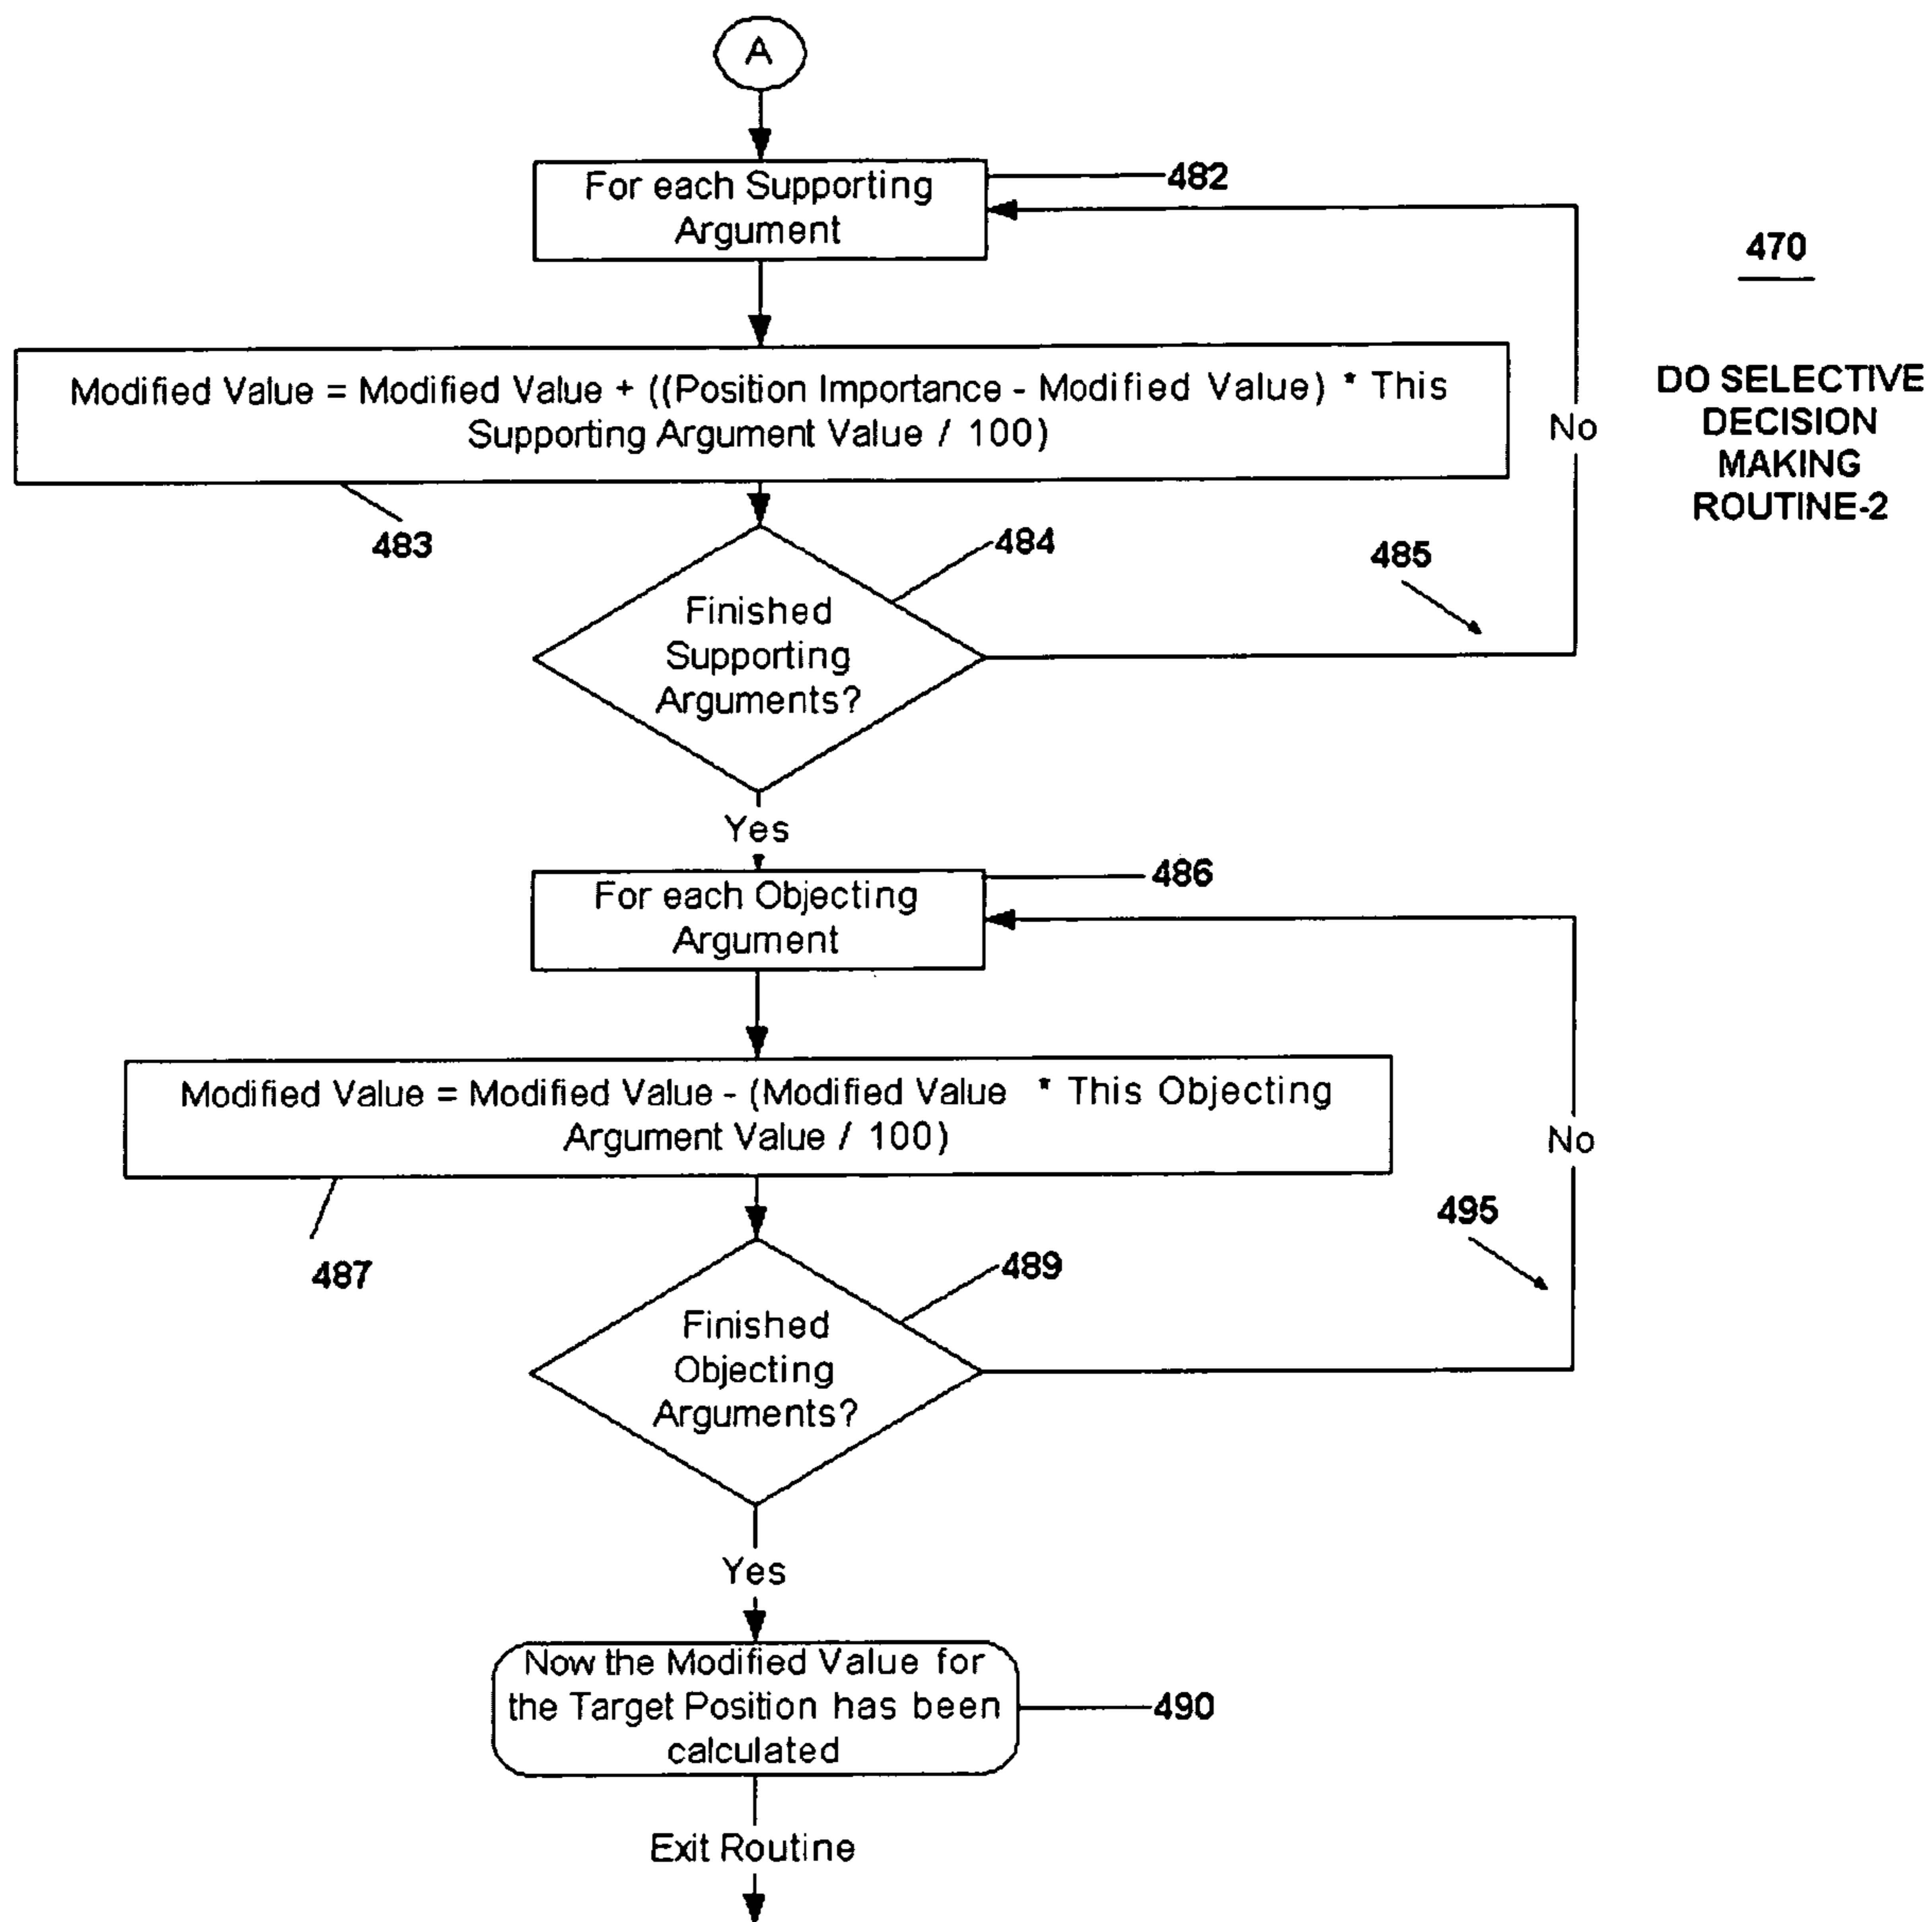 A
For each Supporting
Argument
482
470
Modified Value = Modified Value + ((Position Importance - Modified Value) * This
Supporting Argument Value / 100)
DO SELECTIVE
DECISION
MAKING
ROUTINE-2
No
483
484
485
Finished
Supporting
Arguments?
Yes
For each Objecting
Argument
486
Modified Value = Modified Value - (Modified Value * This Objecting
Argument Value / 100)
No
487
489
495
Finished
Objecting
Arguments?
Yes
Now the Modified Value for
the Target Position has been
calculated
490
Exit Routine